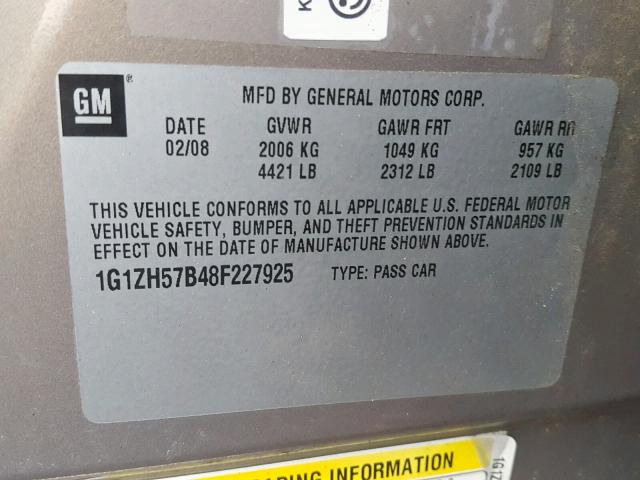 K
GM
®
MFD BY GENERAL MOTORS CORP.
DATE GVWR GAWR FRT GAWR RR
02/08 2006 KG 1049 KG 957 KG
4421 LB 2312 LB 2109 LB
THIS VEHICLE CONFORMS TO ALL APPLICABLE U.S. FEDERAL MOTOR
VEHICLE SAFETY, BUMPER, AND THEFT PREVENTION STANDARDS IN
EFFECT ON THE DATE OF MANUFACTURE SHOWN ABOVE.
1G1ZH57B48F227925 TYPE: PASS CAR
INFORMATION
1G1Z